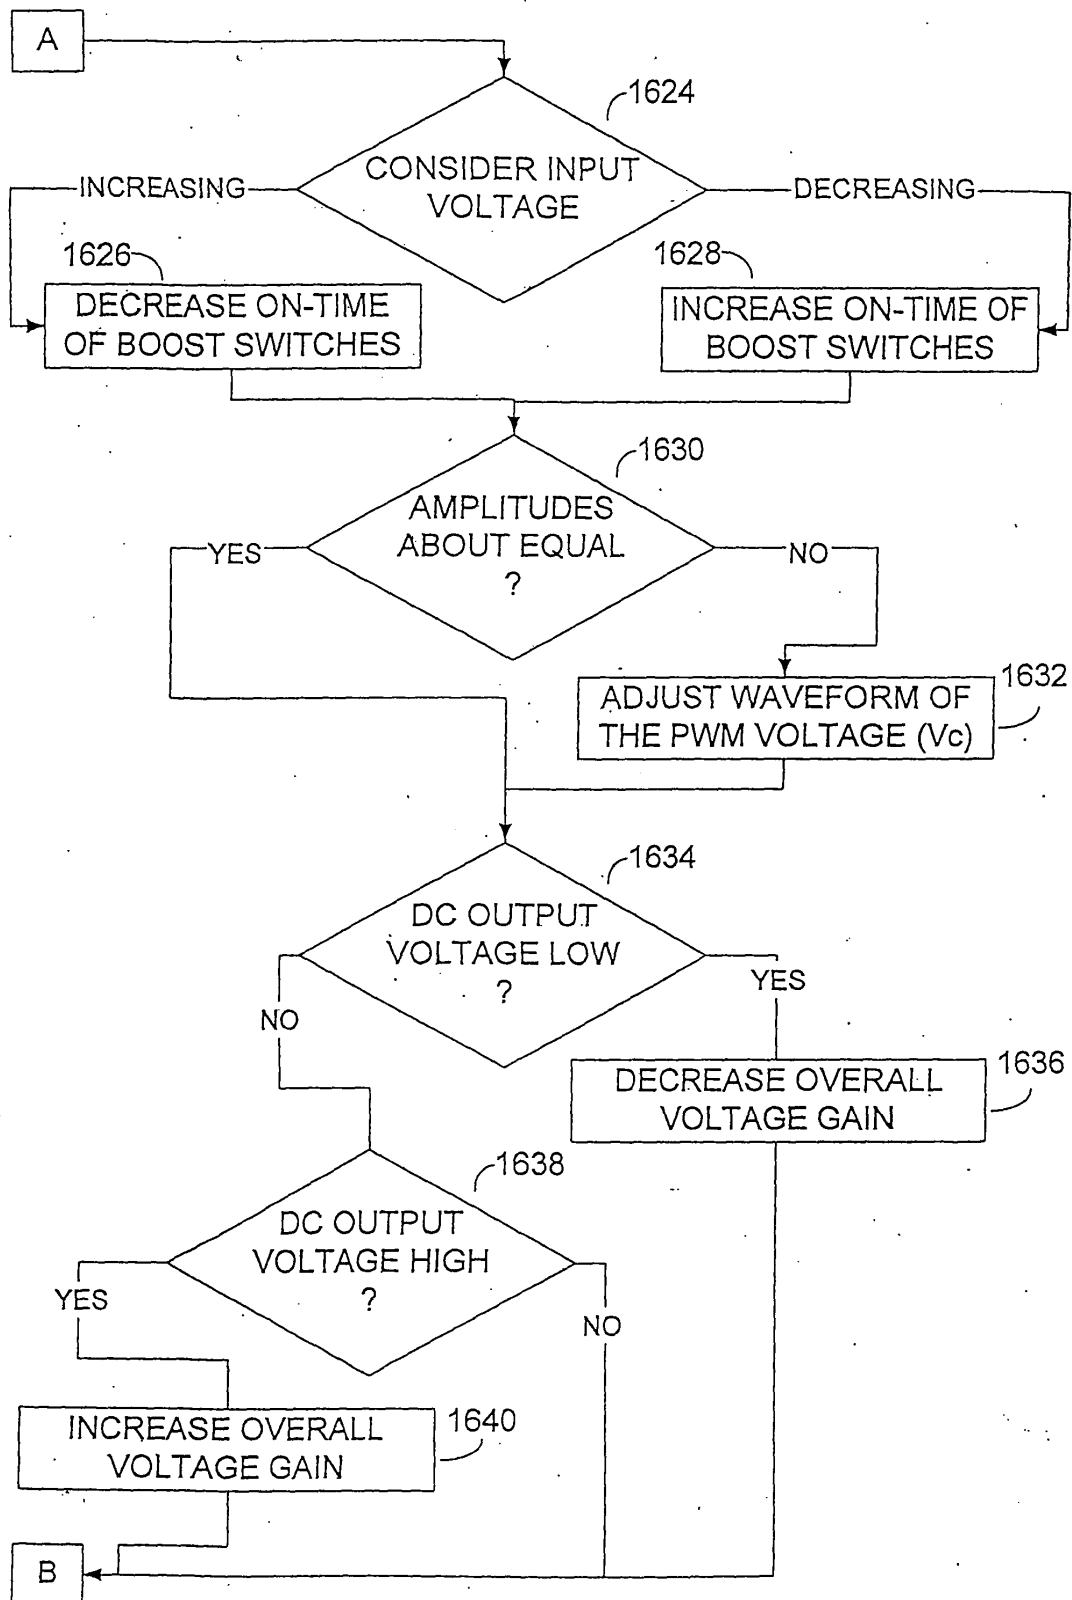 A
1624
CONSIDER INPUT
VOLTAGE
INCREASING
DECREASING
1626
DECREASE ON-TIME
OF BOOST SWITCHES
1628
INCREASE ON-TIME OF
BOOST SWITCHES
1630
AMPLITUDES
ABOUT EQUAL
?
YES
NO
1632
ADJUST WAVEFORM OF
THE PWM VOLTAGE (Vc)
1634
DC OUTPUT
VOLTAGE LOW
?
YES
NO
1636
DECREASE OVERALL
VOLTAGE GAIN
1638
DC OUTPUT
VOLTAGE HIGH
?
YES
NO
1640
INCREASE OVERALL
VOLTAGE GAIN
B